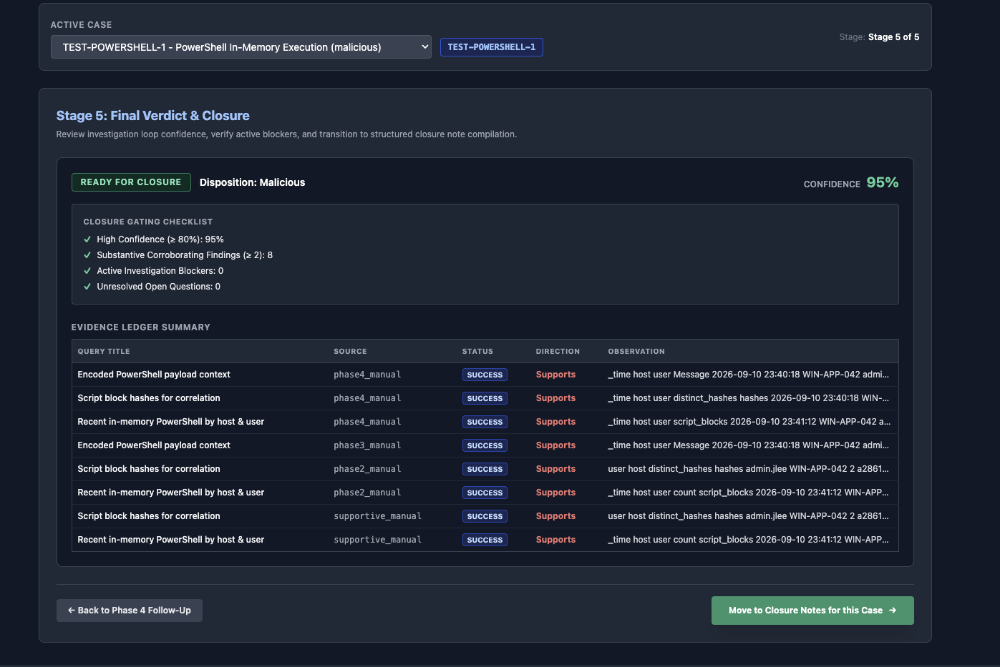 ACTIVE CASE
TEST-POWERSHELL-1 - PowerShell In-Memory Execution (malicious)
TEST-POWERSHELL-1
Stage: Stage 5 of 5
Stage 5: Final Verdict & Closure
Review investigation loop confidence, verify active blockers, and transition to structured closure note compilation.
READY FOR CLOSURE Disposition: Malicious CONFIDENCE 95%
CLOSURE GATING CHECKLIST
✓ High Confidence (≥ 80%): 95%
✓ Substantive Corroborating Findings (≥ 2): 8
✓ Active Investigation Blockers: 0
✓ Unresolved Open Questions: 0
EVIDENCE LEDGER SUMMARY
QUERY TITLE SOURCE STATUS DIRECTION OBSERVATION
Encoded PowerShell payload context phase4_manual SUCCESS Supports _time host user Message 2026-09-10 23:40:18 WIN-APP-042 admi...
Script block hashes for correlation phase4_manual SUCCESS Supports _time host user distinct_hashes hashes 2026-09-10 23:40:18 WIN-...
Recent in-memory PowerShell by host & user phase4_manual SUCCESS Supports _time host user script_blocks 2026-09-10 23:41:12 WIN-APP-042 a...
Encoded PowerShell payload context phase3_manual SUCCESS Supports _time host user Message 2026-09-10 23:40:18 WIN-APP-042 admi...
Script block hashes for correlation phase2_manual SUCCESS Supports user host distinct_hashes hashes admin.jlee WIN-APP-042 2 a2861...
Recent in-memory PowerShell by host & user phase2_manual SUCCESS Supports _time host user count script_blocks 2026-09-10 23:41:12 WIN-APP...
Script block hashes for correlation supportive_manual SUCCESS Supports user host distinct_hashes hashes admin.jlee WIN-APP-042 2 a2861...
Recent in-memory PowerShell by host & user supportive_manual SUCCESS Supports _time host user count script_blocks 2026-09-10 23:41:12 WIN-APP...
← Back to Phase 4 Follow-Up
Move to Closure Notes for this Case →